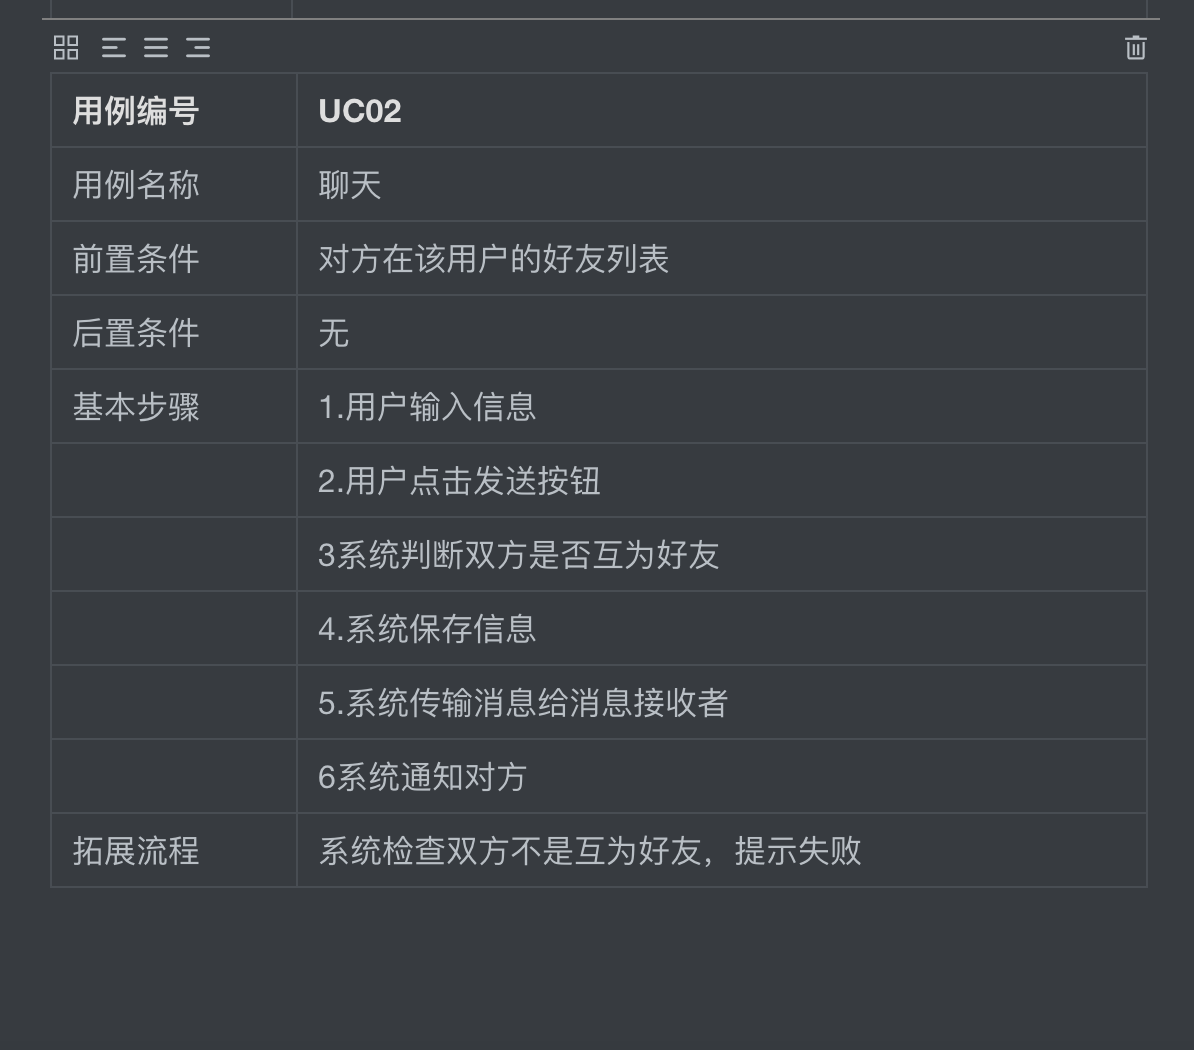 用例编号 UC02
用例名称 聊天
前置条件 对方在该用户的好友列表
后置条件 无
基本步骤 1.用户输入信息
2.用户点击发送按钮
3系统判断双方是否互为好友
4.系统保存信息
5.系统传输消息给消息接收者
6系统通知对方
拓展流程 系统检查双方不是互为好友，提示失败